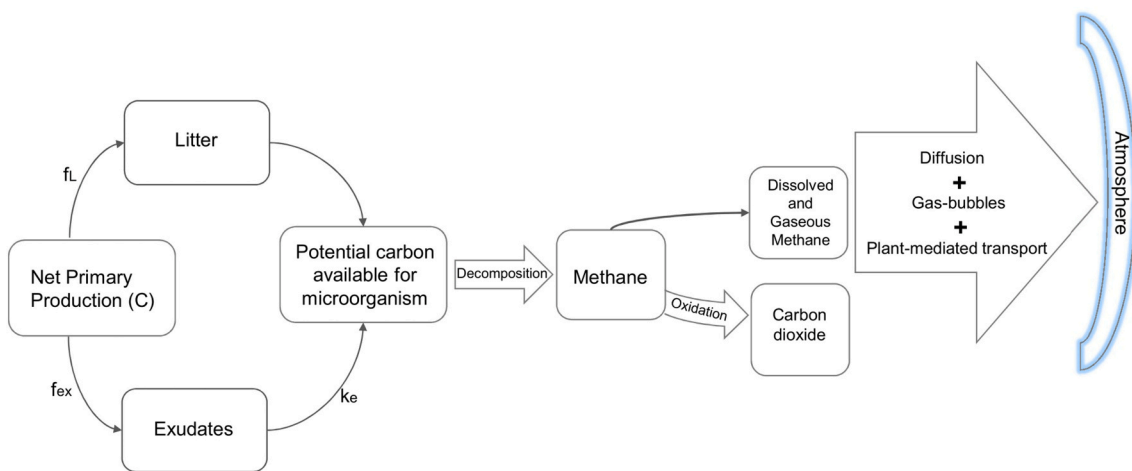 Litter
fL
Net Primary
Production (C)
fex
Exudates
ke
Potential carbon
available for
microorganism
Decomposition
Methane
Oxidation
Dissolved
and
Gaseous
Methane
Carbon
dioxide
Diffusion
+
Gas-bubbles
+
Plant-mediated transport
Atmosphere